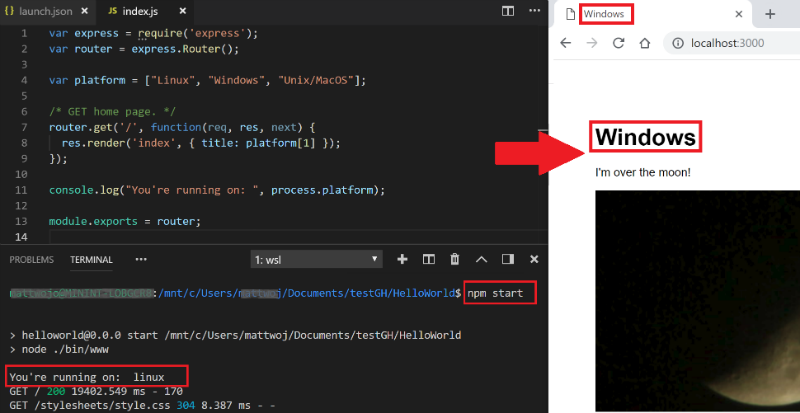 launch.json
index.js
1 var express = require('express');
2 var router = express.Router();
3
4 var platform = ["Linux", "Windows", "Unix/MacOS"];
5
6 /* GET home page. */
7 router.get('/', function(req, res, next) {
8 res.render('index', { title: platform[1] });
9 });
10
11 console.log("You're running on: ", process.platform);
12
13 module.exports = router;
14
PROBLEMS TERMINAL ••• 1: wsl
:/mnt/c/Users/mattwoj/Documents/testGH/HelloWorld$ npm start
> helloworld@0.0.0 start /mnt/c/Users/mattwoj/Documents/testGH/HelloWorld
> node ./bin/www
You're running on:  linux
GET / 200 19402.549 ms - 170
GET /stylesheets/style.css 304 8.387 ms - -
Windows
localhost:3000
Windows
I'm over the moon!